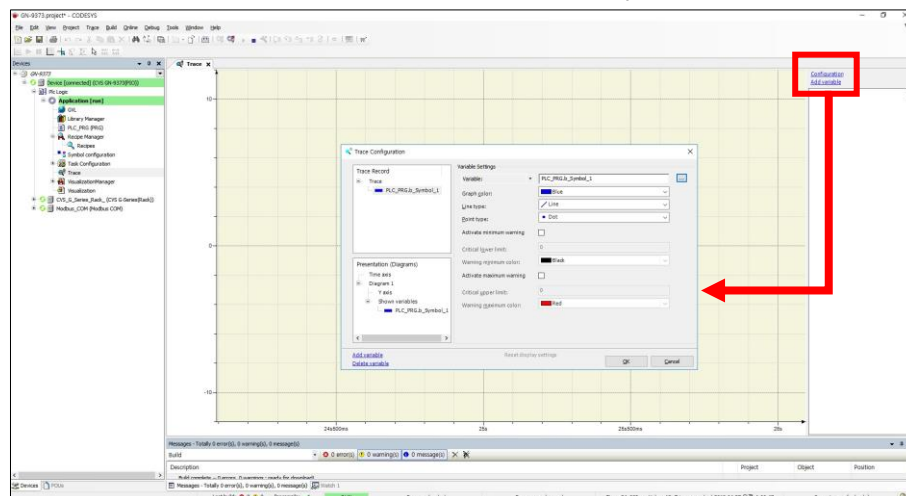 GN-9373.project* - CODESYS
File Edit View Project Trace Build Online Debug Tools Window Help
Devices
Trace
GN-9373
Device [connected] (CVS GN-9373(PIO))
Plc Logic
Application [run]
GVL
Library Manager
PLC_PRG (PRG)
Recipe Manager
Recipes
Symbol configuration
Task Configuration
Trace
VisualizationManager
Visualization
Modbus_COM (Modbus COM)
Configuration
Add variable
10
0
-10
24s500ms
25s
25s500ms
26s
Trace Configuration
Trace Record
Trace
PLC_PRG.b_Symbol_1
Presentation (Diagrams)
Time axis
Diagram 1
Y axis
Shown variables
PLC_PRG.b_Symbol_1
Add variable
Delete variable
Variable Settings
Variable: PLC_PRG.b_Symbol_1 ...
Graph color: Blue
Line type: Line
Point type: Dot
Activate minimum warning
Critical lower limit: 0
Warning minimum color: Black
Activate maximum warning
Critical upper limit: 0
Warning maximum color: Red
Reset display settings
OK Cancel
Messages - Totally 0 error(s), 0 warning(s), 0 message(s)
Build 0 error(s) 0 warning(s) 0 message(s)
Description Project Object Position
Devices POUs
Messages - Totally 0 error(s), 0 warning(s), 0 message(s) Watch 1